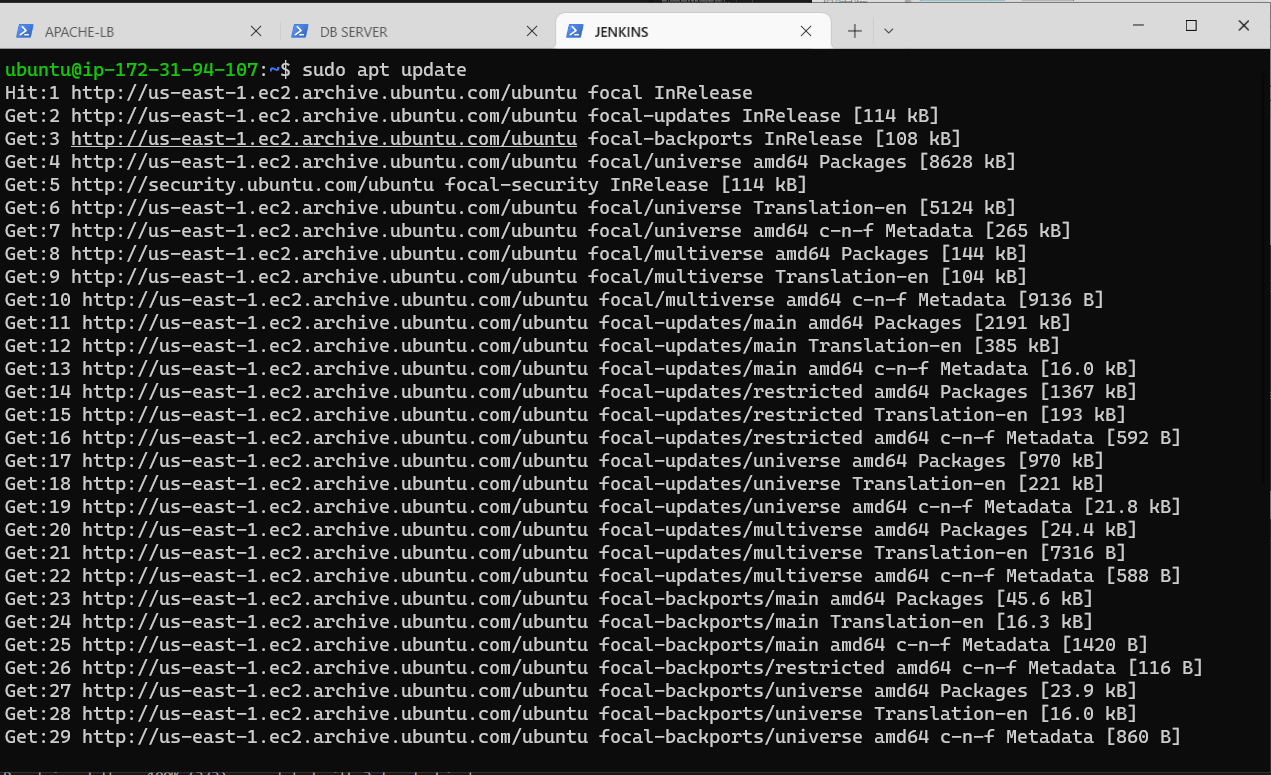 APACHE-LB
DB SERVER
JENKINS
ubuntu@ip-172-31-94-107:~$ sudo apt update
Hit:1 http://us-east-1.ec2.archive.ubuntu.com/ubuntu focal InRelease
Get:2 http://us-east-1.ec2.archive.ubuntu.com/ubuntu focal-updates InRelease [114 kB]
Get:3 http://us-east-1.ec2.archive.ubuntu.com/ubuntu focal-backports InRelease [108 kB]
Get:4 http://us-east-1.ec2.archive.ubuntu.com/ubuntu focal/universe amd64 Packages [8628 kB]
Get:5 http://security.ubuntu.com/ubuntu focal-security InRelease [114 kB]
Get:6 http://us-east-1.ec2.archive.ubuntu.com/ubuntu focal/universe Translation-en [5124 kB]
Get:7 http://us-east-1.ec2.archive.ubuntu.com/ubuntu focal/universe amd64 c-n-f Metadata [265 kB]
Get:8 http://us-east-1.ec2.archive.ubuntu.com/ubuntu focal/multiverse amd64 Packages [144 kB]
Get:9 http://us-east-1.ec2.archive.ubuntu.com/ubuntu focal/multiverse Translation-en [104 kB]
Get:10 http://us-east-1.ec2.archive.ubuntu.com/ubuntu focal/multiverse amd64 c-n-f Metadata [9136 B]
Get:11 http://us-east-1.ec2.archive.ubuntu.com/ubuntu focal-updates/main amd64 Packages [2191 kB]
Get:12 http://us-east-1.ec2.archive.ubuntu.com/ubuntu focal-updates/main Translation-en [385 kB]
Get:13 http://us-east-1.ec2.archive.ubuntu.com/ubuntu focal-updates/main amd64 c-n-f Metadata [16.0 kB]
Get:14 http://us-east-1.ec2.archive.ubuntu.com/ubuntu focal-updates/restricted amd64 Packages [1367 kB]
Get:15 http://us-east-1.ec2.archive.ubuntu.com/ubuntu focal-updates/restricted Translation-en [193 kB]
Get:16 http://us-east-1.ec2.archive.ubuntu.com/ubuntu focal-updates/restricted amd64 c-n-f Metadata [592 B]
Get:17 http://us-east-1.ec2.archive.ubuntu.com/ubuntu focal-updates/universe amd64 Packages [970 kB]
Get:18 http://us-east-1.ec2.archive.ubuntu.com/ubuntu focal-updates/universe Translation-en [221 kB]
Get:19 http://us-east-1.ec2.archive.ubuntu.com/ubuntu focal-updates/universe amd64 c-n-f Metadata [21.8 kB]
Get:20 http://us-east-1.ec2.archive.ubuntu.com/ubuntu focal-updates/multiverse amd64 Packages [24.4 kB]
Get:21 http://us-east-1.ec2.archive.ubuntu.com/ubuntu focal-updates/multiverse Translation-en [7316 B]
Get:22 http://us-east-1.ec2.archive.ubuntu.com/ubuntu focal-updates/multiverse amd64 c-n-f Metadata [588 B]
Get:23 http://us-east-1.ec2.archive.ubuntu.com/ubuntu focal-backports/main amd64 Packages [45.6 kB]
Get:24 http://us-east-1.ec2.archive.ubuntu.com/ubuntu focal-backports/main Translation-en [16.3 kB]
Get:25 http://us-east-1.ec2.archive.ubuntu.com/ubuntu focal-backports/main amd64 c-n-f Metadata [1420 B]
Get:26 http://us-east-1.ec2.archive.ubuntu.com/ubuntu focal-backports/restricted amd64 c-n-f Metadata [116 B]
Get:27 http://us-east-1.ec2.archive.ubuntu.com/ubuntu focal-backports/universe amd64 Packages [23.9 kB]
Get:28 http://us-east-1.ec2.archive.ubuntu.com/ubuntu focal-backports/universe Translation-en [16.0 kB]
Get:29 http://us-east-1.ec2.archive.ubuntu.com/ubuntu focal-backports/universe amd64 c-n-f Metadata [860 B]